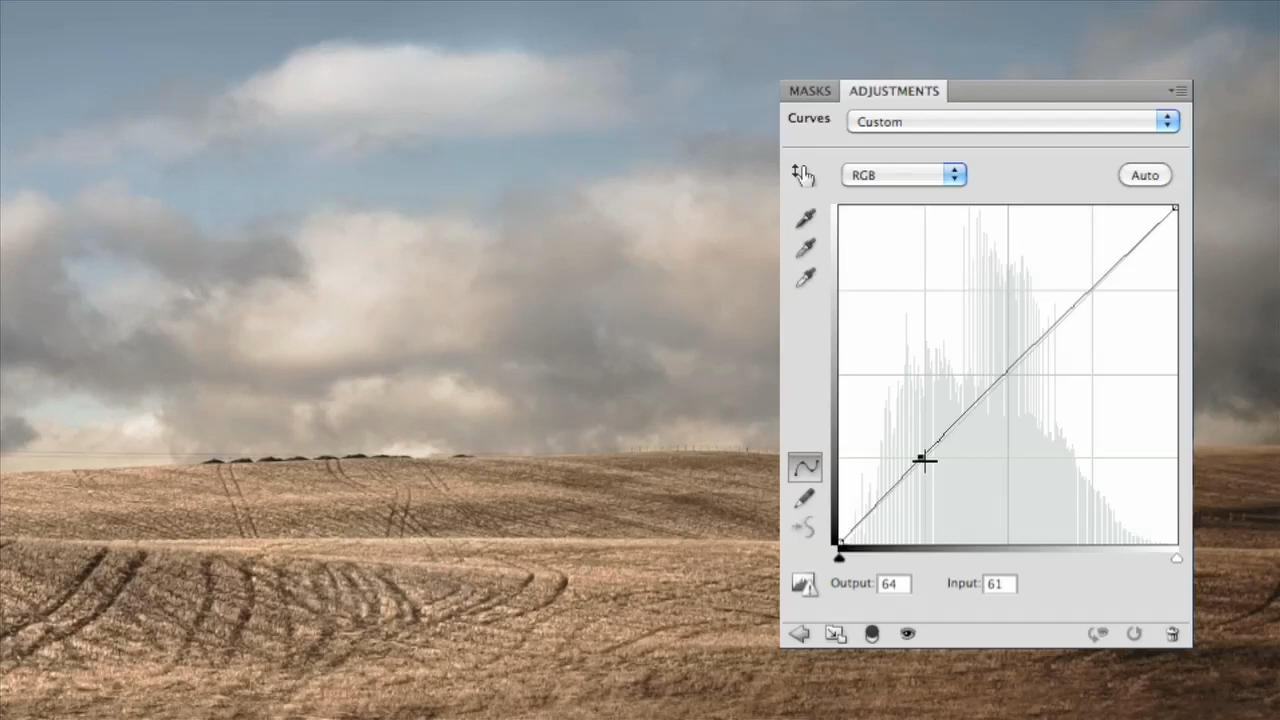 MASKS ADJUSTMENTS
Curves Custom
RGB Auto
Output: 64 Input: 61